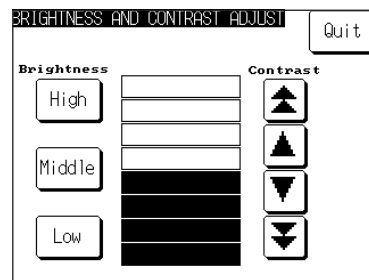 BRIGHTNESS AND CONTRAST ADJUST
Quit
Brightness
Contrast
High
Middle
Low